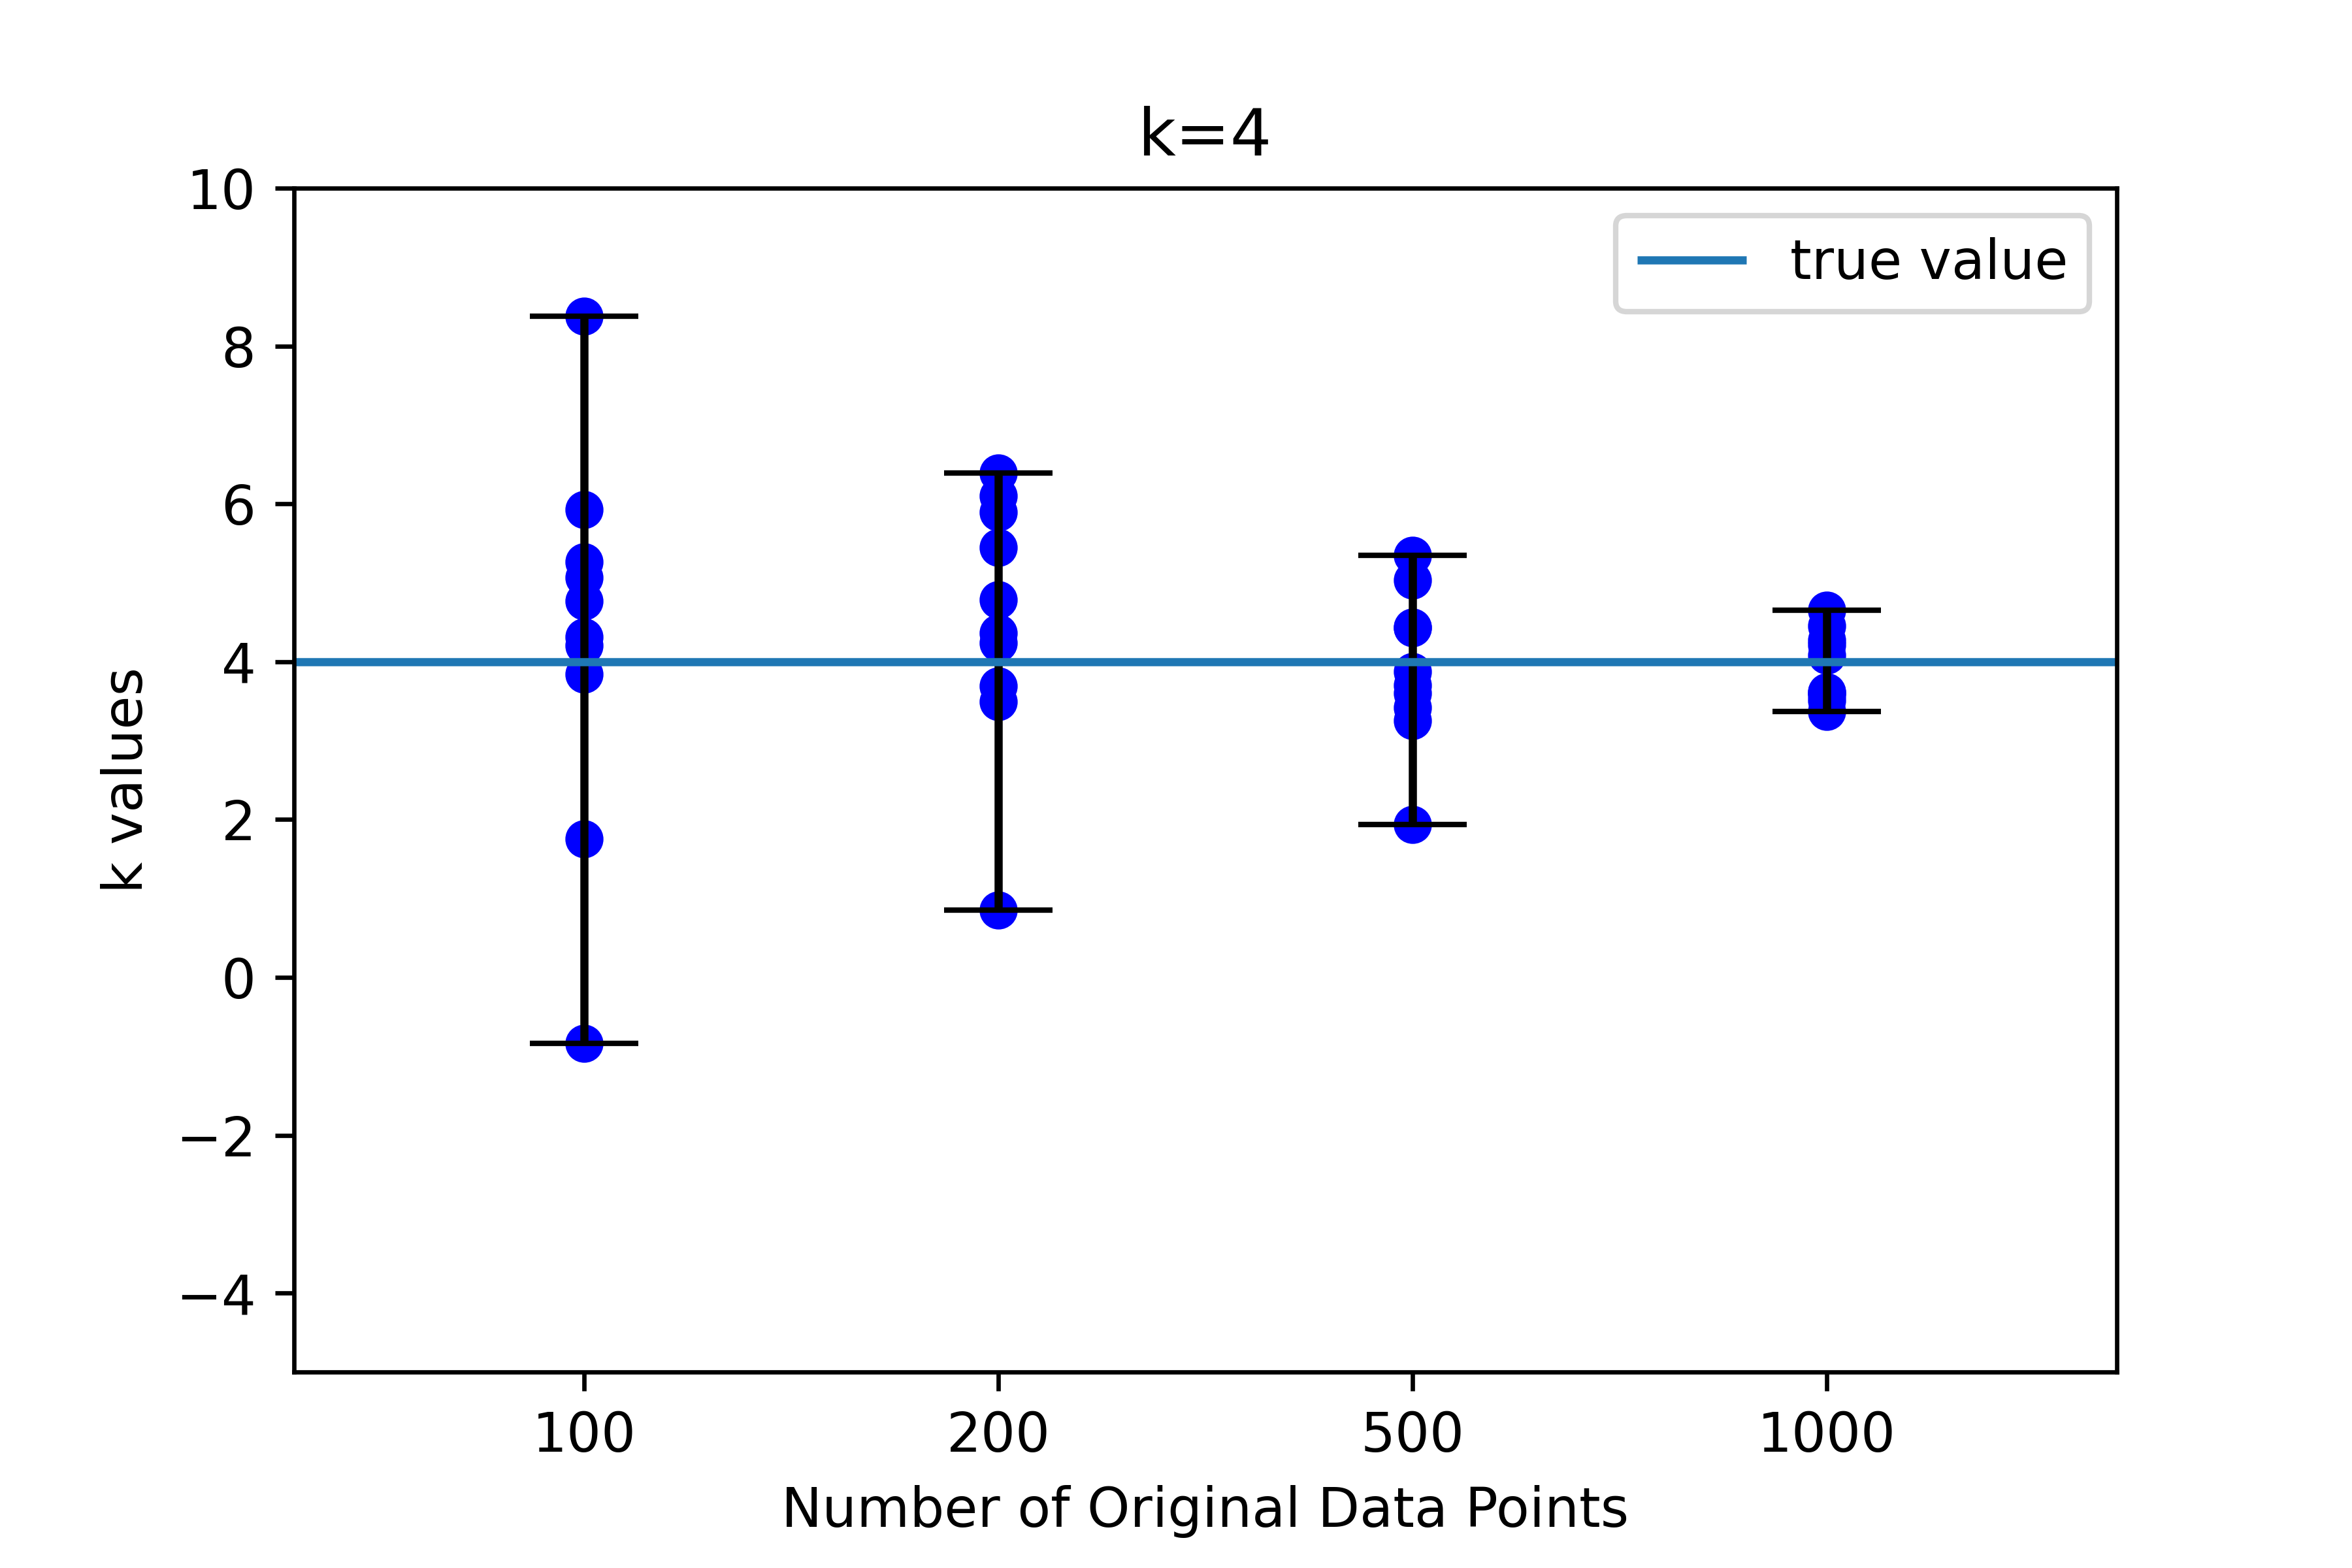 k=4
true value
10
8
6
4
2
0
−2
−4
k values
100 200 500 1000
Number of Original Data Points